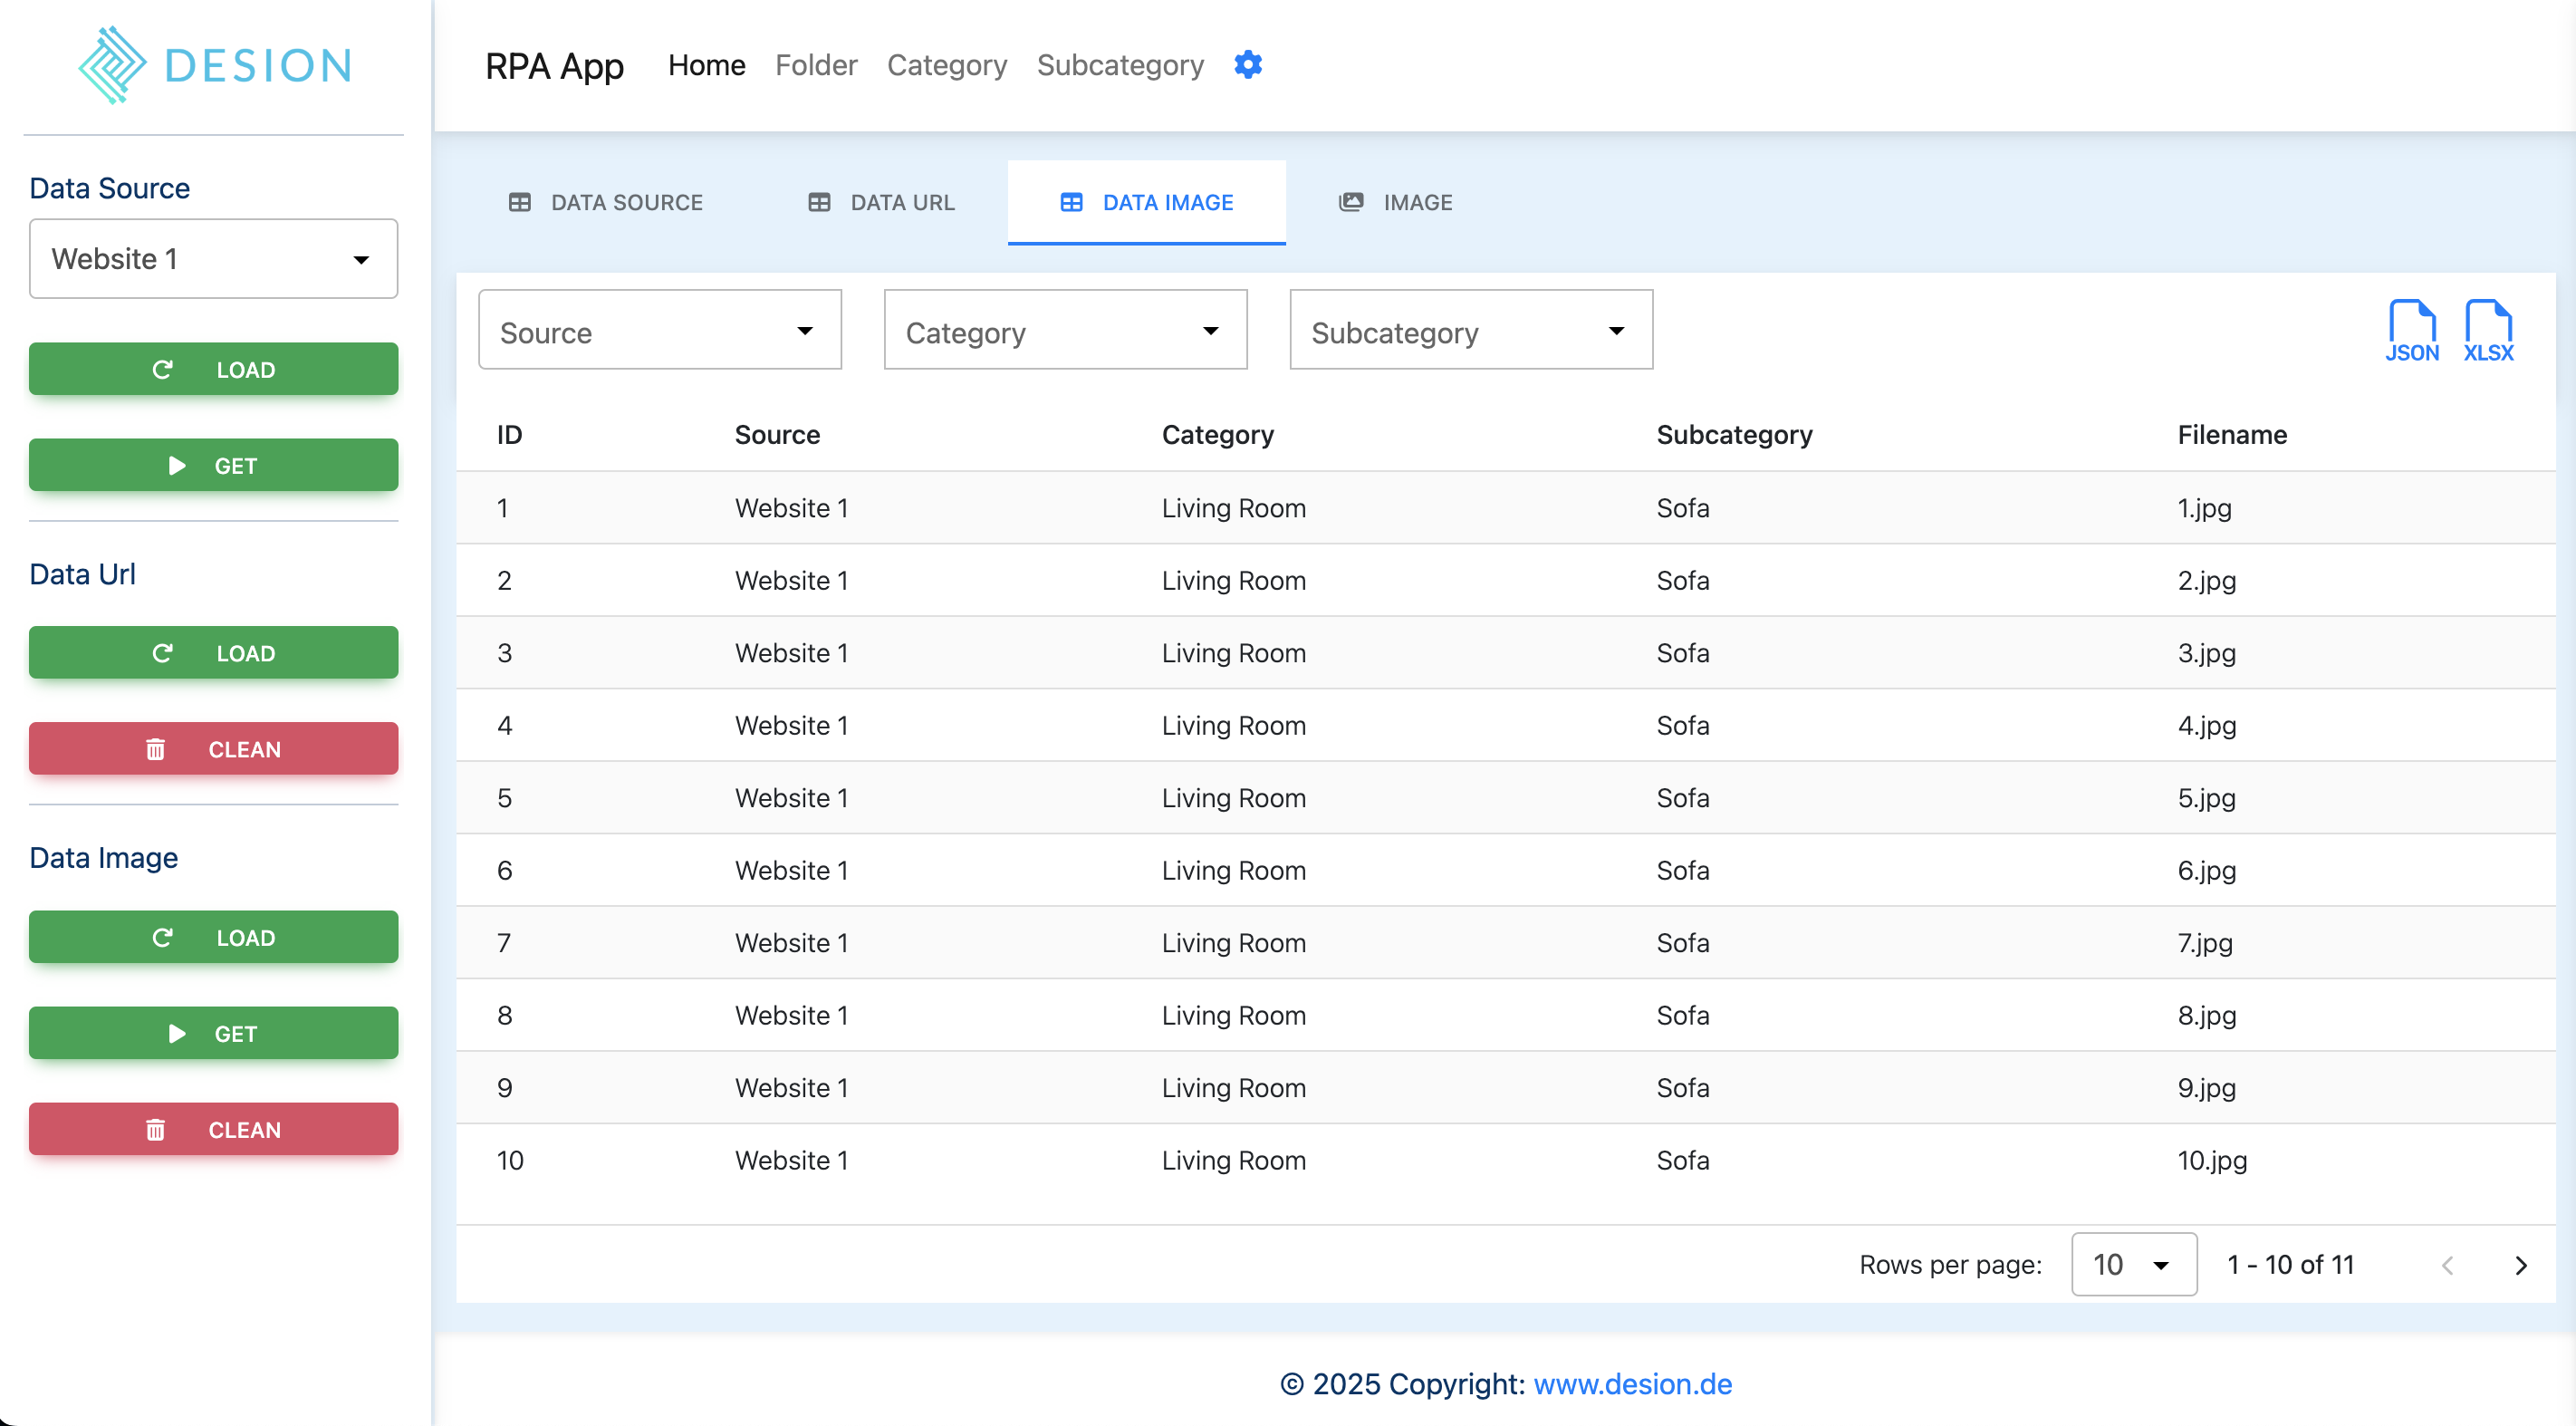 DESION
RPA App Home Folder Category Subcategory
Data Source
Website 1
LOAD
GET
Data Url
LOAD
CLEAN
Data Image
LOAD
GET
CLEAN
DATA SOURCE DATA URL DATA IMAGE IMAGE
Source Category Subcategory JSON XLSX
ID Source Category Subcategory Filename
1 Website 1 Living Room Sofa 1.jpg
2 Website 1 Living Room Sofa 2.jpg
3 Website 1 Living Room Sofa 3.jpg
4 Website 1 Living Room Sofa 4.jpg
5 Website 1 Living Room Sofa 5.jpg
6 Website 1 Living Room Sofa 6.jpg
7 Website 1 Living Room Sofa 7.jpg
8 Website 1 Living Room Sofa 8.jpg
9 Website 1 Living Room Sofa 9.jpg
10 Website 1 Living Room Sofa 10.jpg
Rows per page: 10 1 - 10 of 11
© 2025 Copyright: www.desion.de